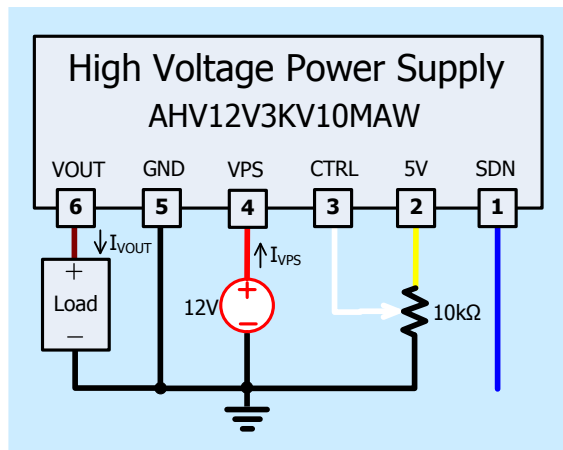 High Voltage Power Supply
AHV12V3KV10MAW
VOUT GND VPS CTRL 5V SDN
6 5 4 3 2 1
↓IVOUT ↑IVPS
+ +
Load 12V 10kΩ
− −